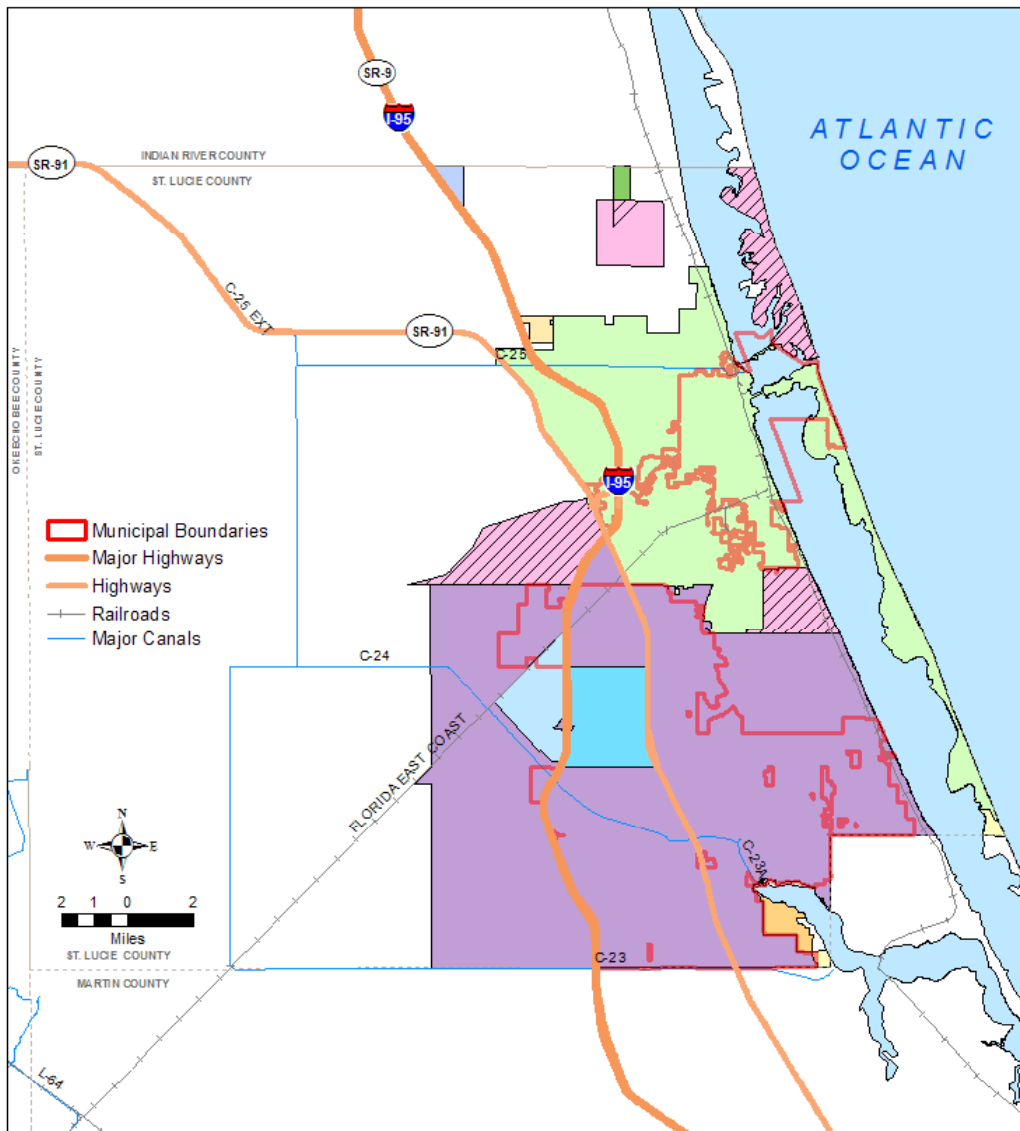 SR-9
I-95
ATLANTIC
OCEAN
SR-91
INDIAN RIVER COUNTY
ST. LUCIE COUNTY
C-25 EXT
SR-91
C-25
OKEECHOBEE COUNTY
ST. LUCIE COUNTY
I-95
Municipal Boundaries
Major Highways
Highways
Railroads
Major Canals
C-24
FLORIDA EAST COAST
N
W
E
S
C-23A
2 1 0 2
Miles
ST. LUCIE COUNTY
MARTIN COUNTY
C-23
L-64